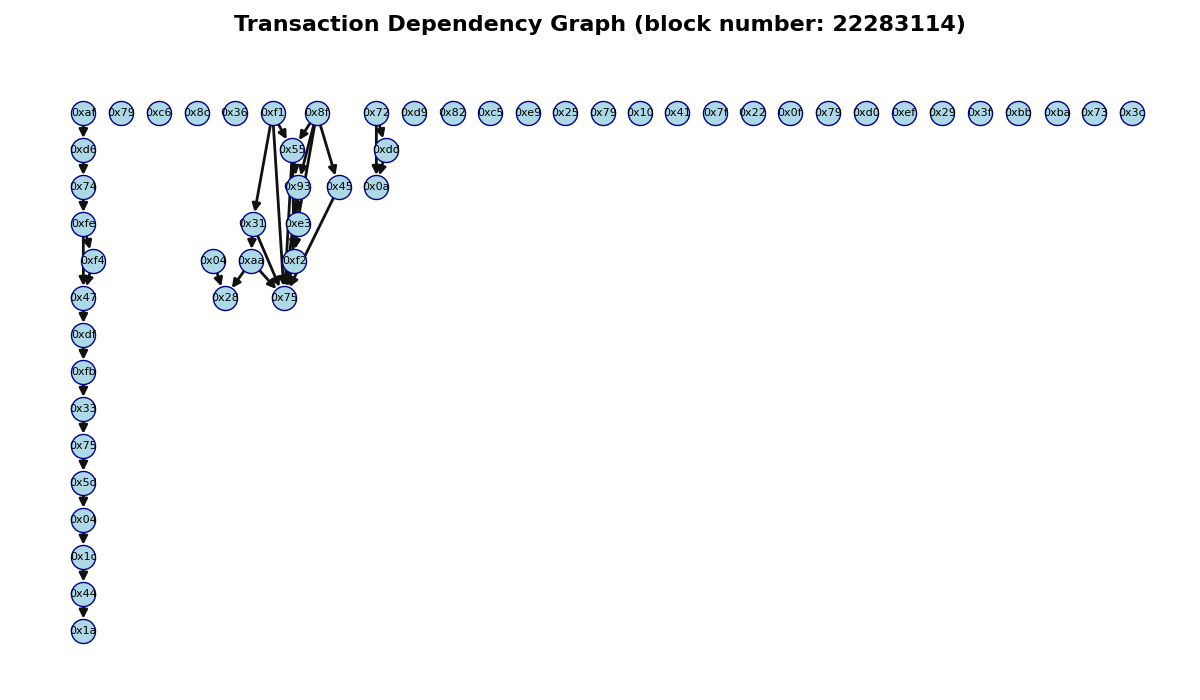 Transaction Dependency Graph (block number: 22283114)
0xaf 0x79 0xc6 0x8c 0x36 0xf1 0x8f 0x72 0xd9 0x82 0xc5 0xe9 0x25 0x79 0x10 0x41 0x7f 0x22 0x0f 0x79 0xd0 0xef 0x29 0x3f 0xbb 0xba 0x73 0x3c
0xd6 0x55 0xdd
0x74 0x93 0x45 0x0a
0xfe 0x31 0xe3
0xf4 0x04 0xaa 0xf2
0x47 0x28 0x75
0xdf
0xfb
0x33
0x75
0x5d
0x04
0x1c
0x44
0x1a